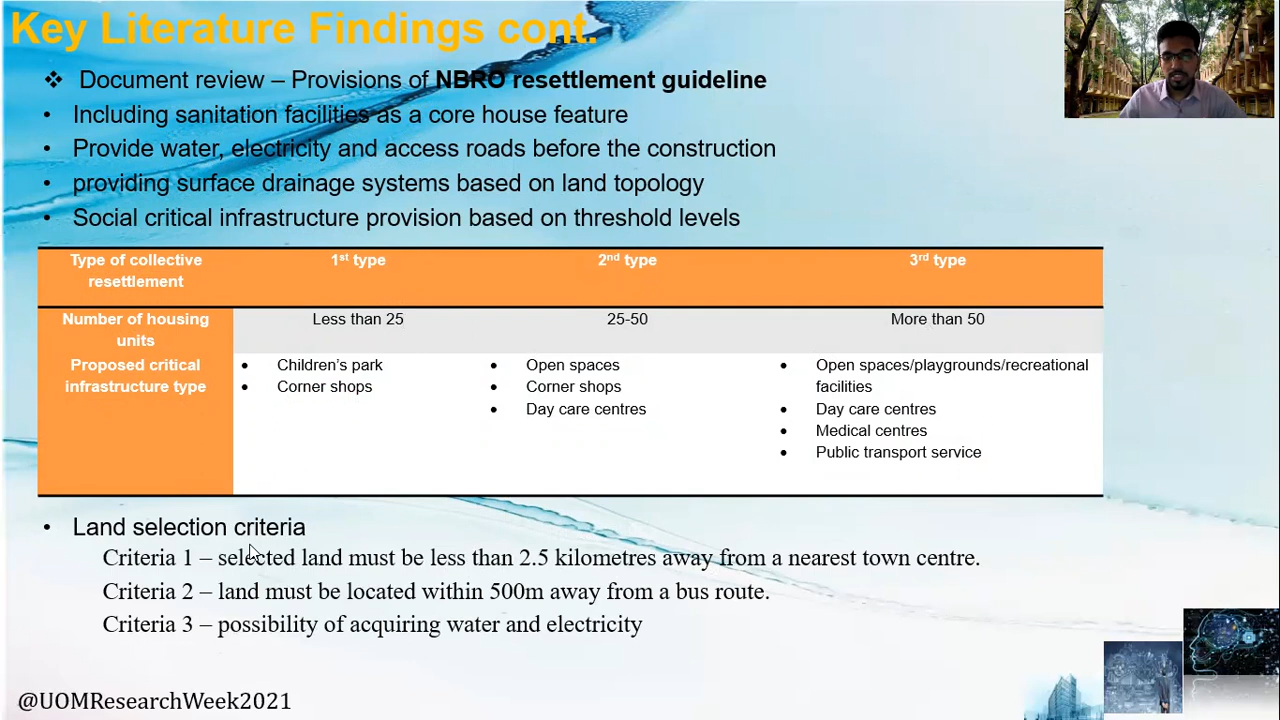 Key Literature Findings cont.
❖ Document review – Provisions of NBRO resettlement guideline
• Including sanitation facilities as a core house feature
• Provide water, electricity and access roads before the construction
• providing surface drainage systems based on land topology
• Social critical infrastructure provision based on threshold levels
Type of collective resettlement 1st type 2nd type 3rd type
Number of housing units Less than 25 25-50 More than 50
Proposed critical infrastructure type
• Children's park
• Corner shops
• Open spaces
• Corner shops
• Day care centres
• Open spaces/playgrounds/recreational
facilities
• Day care centres
• Medical centres
• Public transport service
• Land selection criteria
Criteria 1 – selected land must be less than 2.5 kilometres away from a nearest town centre.
Criteria 2 – land must be located within 500m away from a bus route.
Criteria 3 – possibility of acquiring water and electricity
@UOMResearchWeek2021